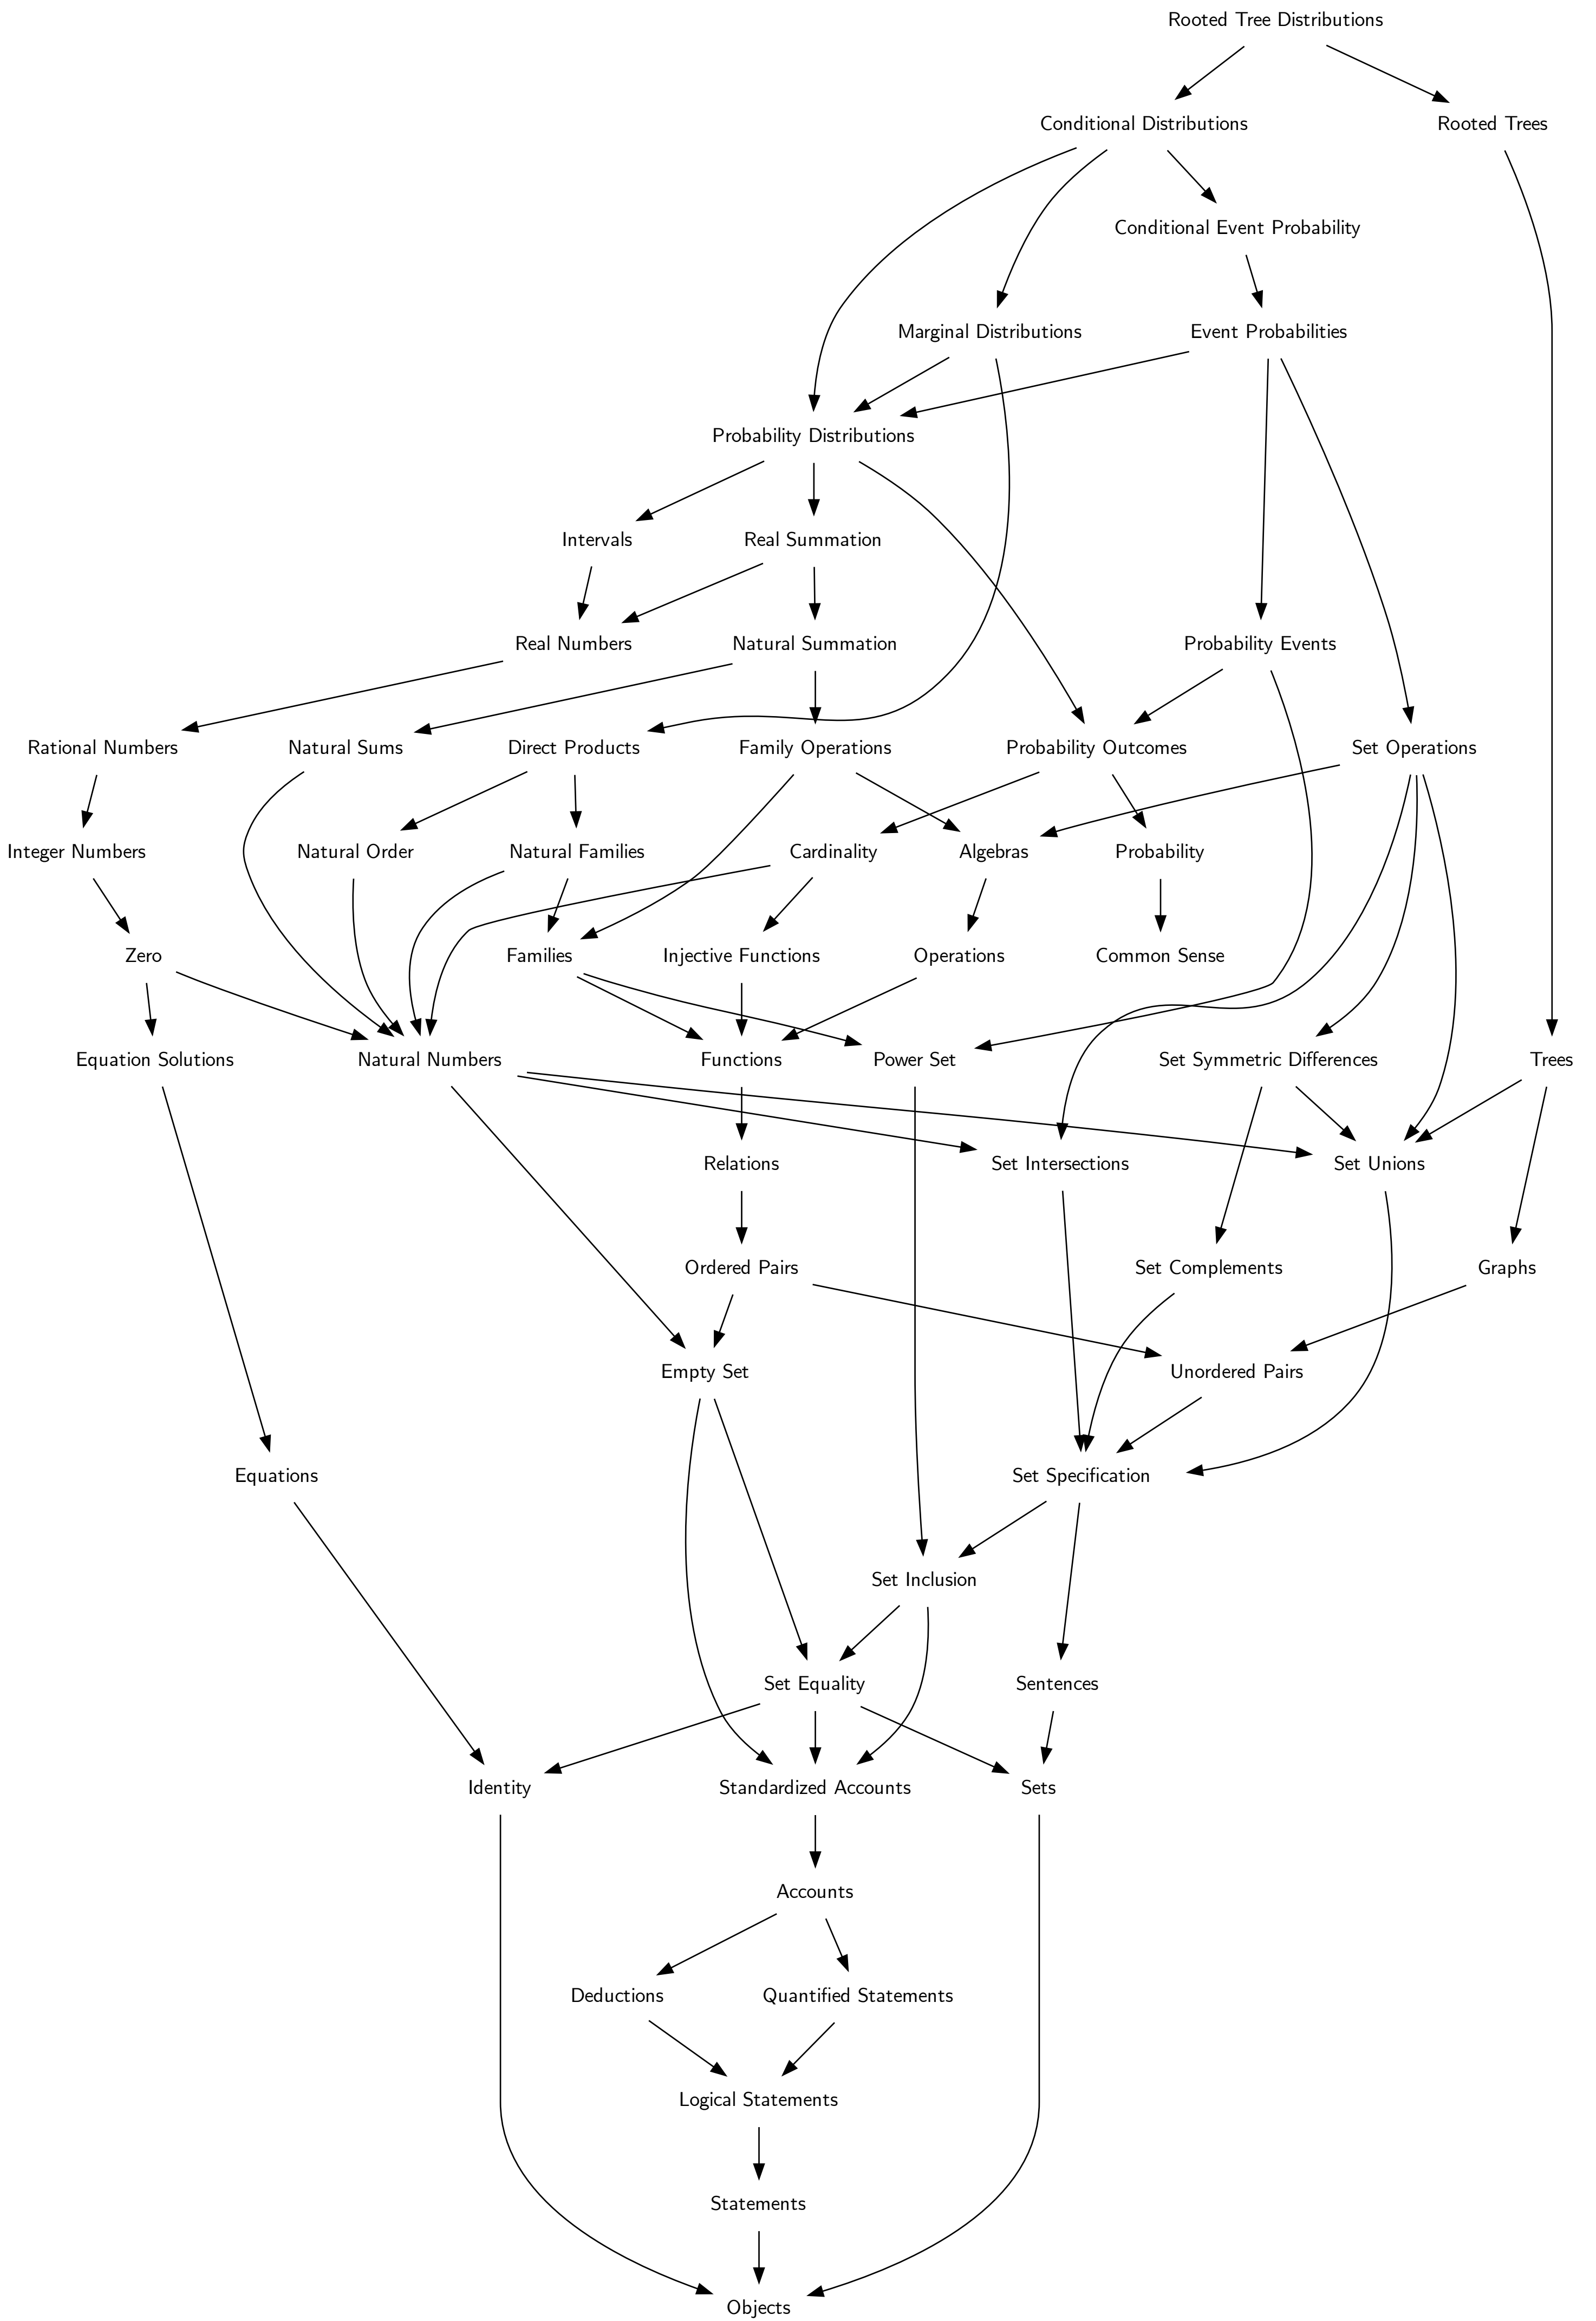 Rooted Tree Distributions
Conditional Distributions
Rooted Trees
Conditional Event Probability
Marginal Distributions
Event Probabilities
Probability Distributions
Intervals
Real Summation
Real Numbers
Natural Summation
Probability Events
Rational Numbers
Natural Sums
Direct Products
Family Operations
Probability Outcomes
Set Operations
Integer Numbers
Natural Order
Natural Families
Cardinality
Algebras
Probability
Zero
Families
Injective Functions
Operations
Common Sense
Equation Solutions
Natural Numbers
Functions
Power Set
Set Symmetric Differences
Trees
Relations
Set Intersections
Set Unions
Ordered Pairs
Set Complements
Graphs
Empty Set
Unordered Pairs
Equations
Set Specification
Set Inclusion
Set Equality
Sentences
Identity
Standardized Accounts
Sets
Accounts
Deductions
Quantified Statements
Logical Statements
Statements
Objects